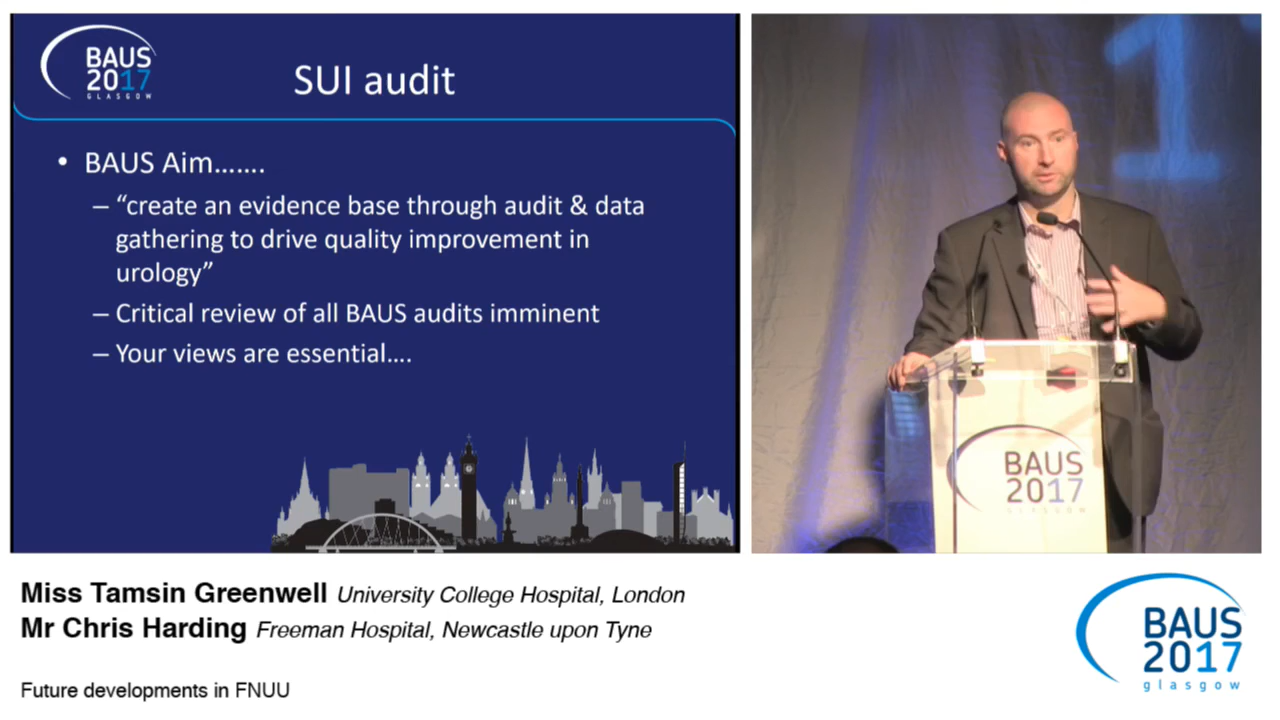 BAUS
2017
GLASGOW
SUI audit
• BAUS Aim…….
– “create an evidence base through audit & data
gathering to drive quality improvement in
urology”
– Critical review of all BAUS audits imminent
– Your views are essential….
1
BAUS
2017
GLASGOW
Miss Tamsin Greenwell University College Hospital, London
Mr Chris Harding Freeman Hospital, Newcastle upon Tyne
Future developments in FNUU
BAUS
2017
glasgow